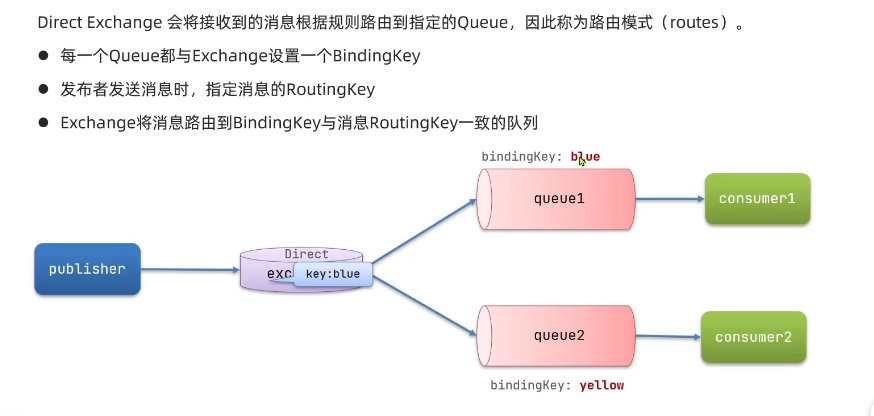 Direct Exchange 会将接收到的消息根据规则路由到指定的Queue，因此称为路由模式（routes）。
● 每一个Queue都与Exchange设置一个BindingKey
● 发布者发送消息时，指定消息的RoutingKey
● Exchange将消息路由到BindingKey与消息RoutingKey一致的队列
bindingKey: blue
queue1
consumer1
publisher
Direct
exc
key:blue
queue2
consumer2
bindingKey: yellow